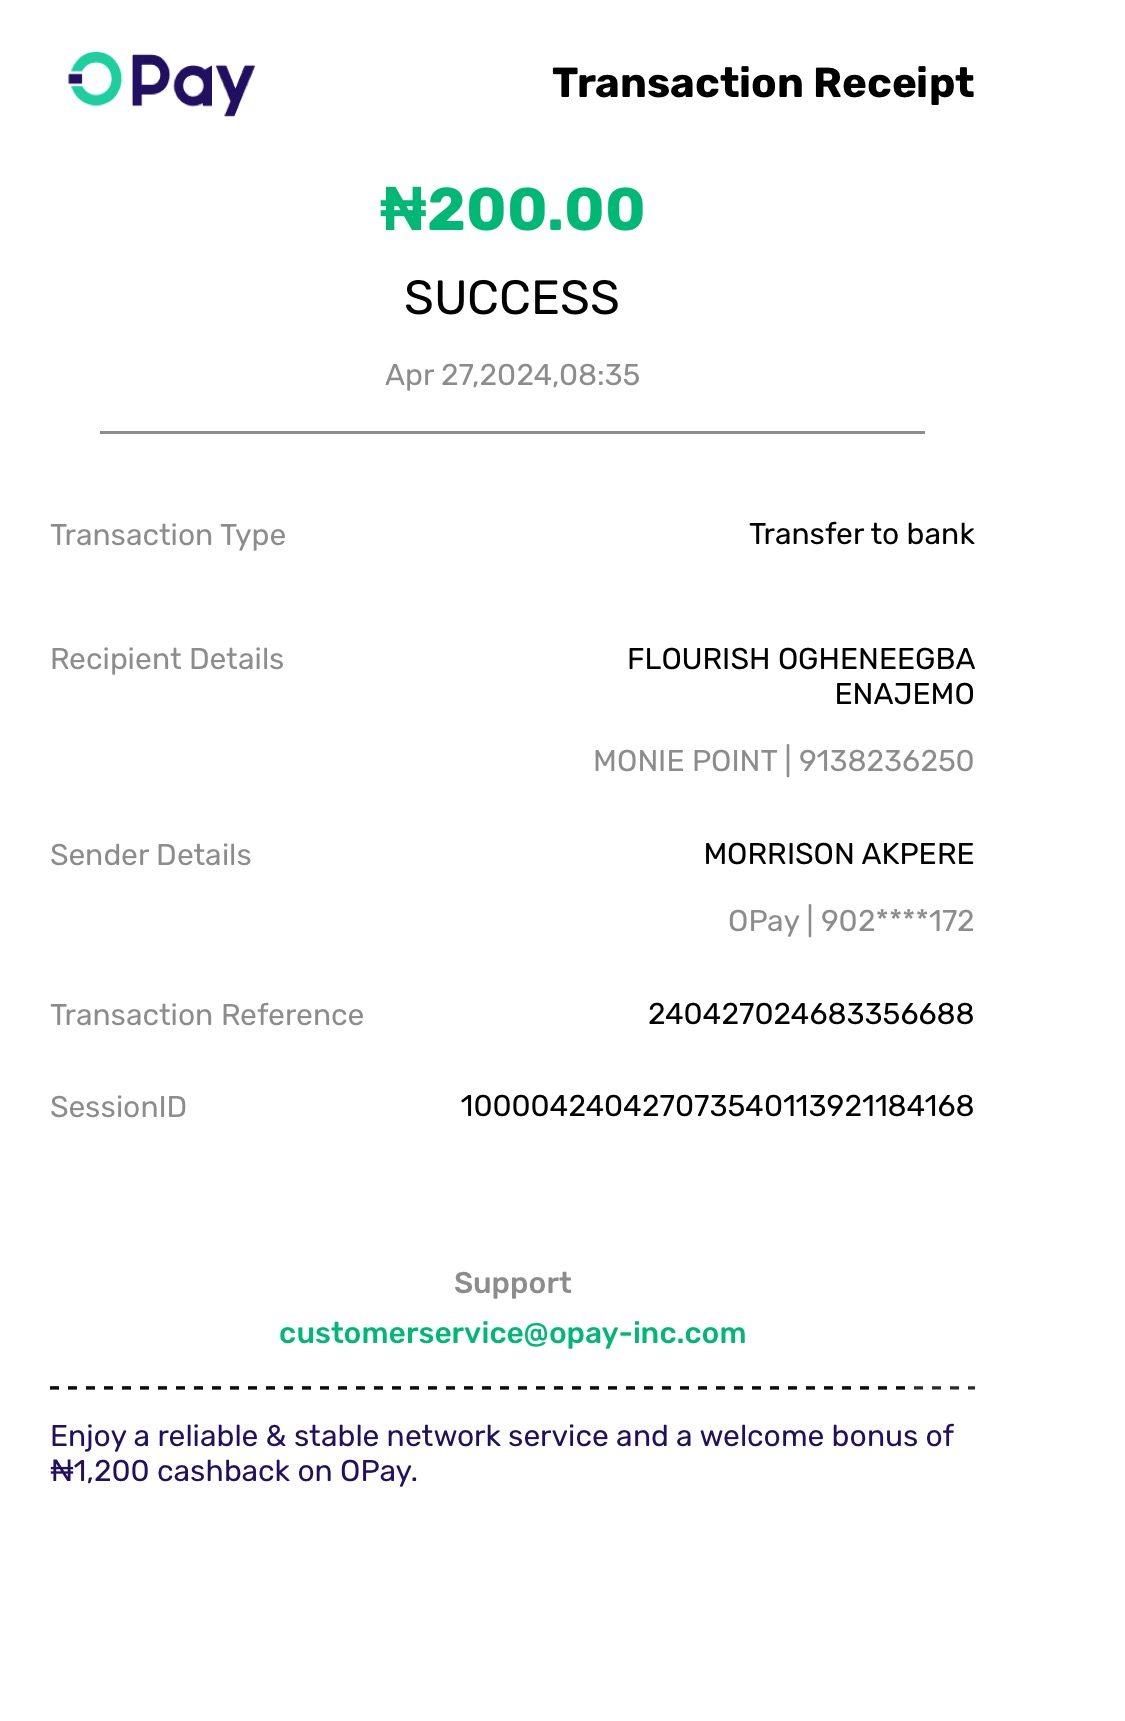 OPay
Transaction Receipt
₦200.00
SUCCESS
Apr 27,2024,08:35
Transaction Type
Transfer to bank
Recipient Details
FLOURISH OGHENEEGBA
ENAJEMO
MONIE POINT | 9138236250
Sender Details
MORRISON AKPERE
OPay | 902****172
Transaction Reference
240427024683356688
SessionID
100004240427073540113921184168
Support
customerservice@opay-inc.com
Enjoy a reliable & stable network service and a welcome bonus of
₦1,200 cashback on OPay.